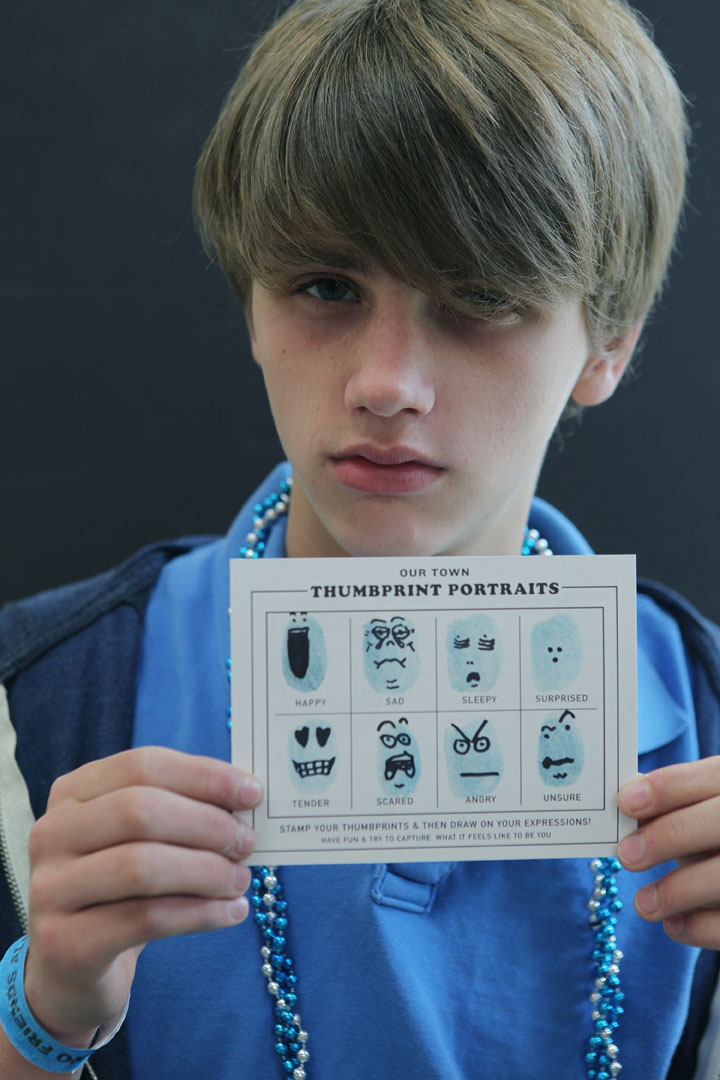 OUR TOWN
THUMBPRINT PORTRAITS
HAPPY SAD SLEEPY SURPRISED
TENDER SCARED ANGRY UNSURE
STAMP YOUR THUMBPRINTS & THEN DRAW ON YOUR EXPRESSIONS!
HAVE FUN & TRY TO CAPTURE WHAT IT FEELS LIKE TO BE YOU